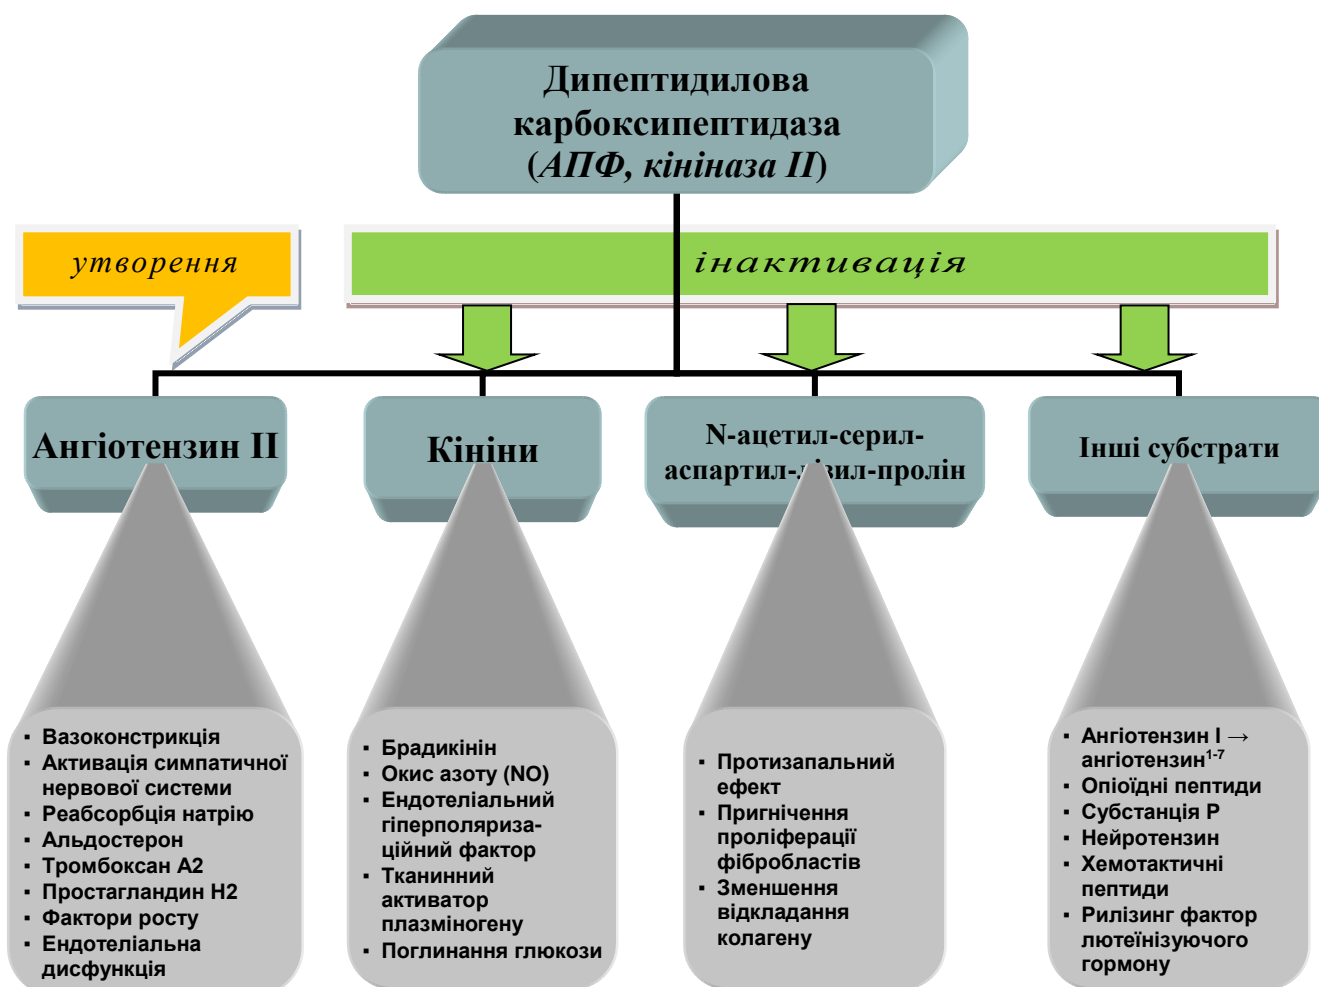 Дипептидилова
карбоксипептидаза
(АПФ, кініназа II)
утворення
інактивація
Ангіотензин II
Кініни
N-ацетил-серил-
аспартил-лізил-пролін
Інші субстрати
▪ Вазоконстрикція
▪ Активація симпатичної
нервової системи
▪ Реабсорбція натрію
▪ Альдостерон
▪ Тромбоксан А2
▪ Простагландин Н2
▪ Фактори росту
▪ Ендотеліальна
дисфункція
▪ Брадикінін
▪ Окис азоту (NO)
▪ Ендотеліальний
гіперполяриза-
ційний фактор
▪ Тканинний
активатор
плазміногену
▪ Поглинання глюкози
▪ Протизапальний
ефект
▪ Пригнічення
проліферації
фібробластів
▪ Зменшення
відкладання
колагену
▪ Ангіотензин I →
ангіотензин1-7
▪ Опіоїдні пептиди
▪ Субстанція Р
▪ Нейротензин
▪ Хемотактичні
пептиди
▪ Рилізинг фактор
лютеїнізуючого
гормону